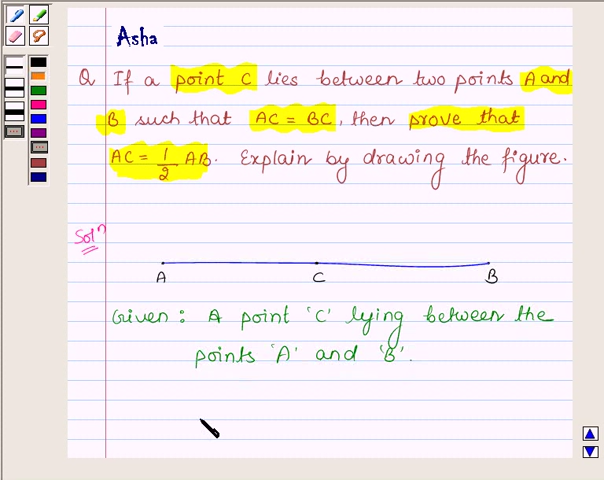 Asha
Q If a point C lies between two points A and
B such that AC = BC, then prove that
AC = 1/2 AB. Explain by drawing the figure.
Solⁿ
A C B
Given : A point 'C' lying between the
points 'A' and 'B'.